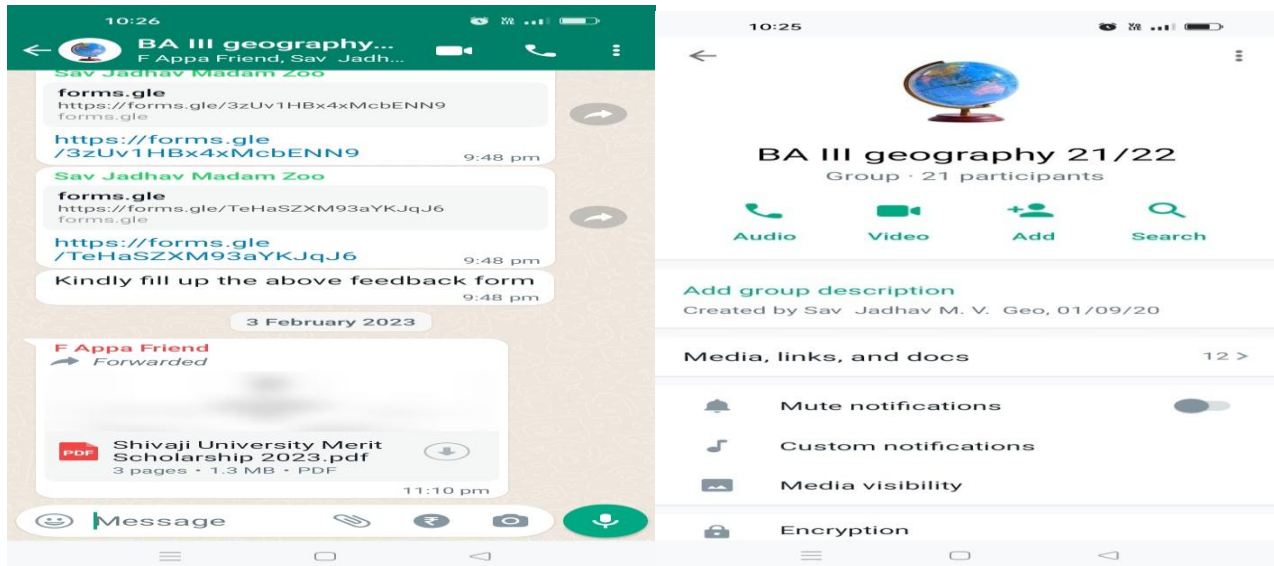 10:26
BA III geography...
F Appa Friend, Sav Jadh...
Sav Jadhav Madam Zoo
forms.gle
https://forms.gle/3zUv1HBx4xMcbENN9
forms.gle
https://forms.gle
/3zUv1HBx4xMcbENN9
9:48 pm
Sav Jadhav Madam Zoo
forms.gle
https://forms.gle/TeHaSZXM93aYKJqJ6
forms.gle
https://forms.gle
/TeHaSZXM93aYKJqJ6
9:48 pm
Kindly fill up the above feedback form
9:48 pm
3 February 2023
F Appa Friend
Forwarded
PDF
Shivaji University Merit
Scholarship 2023.pdf
3 pages • 1.3 MB • PDF
11:10 pm
Message
10:25
BA III geography 21/22
Group · 21 participants
Audio Video Add Search
Add group description
Created by Sav Jadhav M. V. Geo, 01/09/20
Media, links, and docs 12 >
Mute notifications
Custom notifications
Media visibility
Encryption